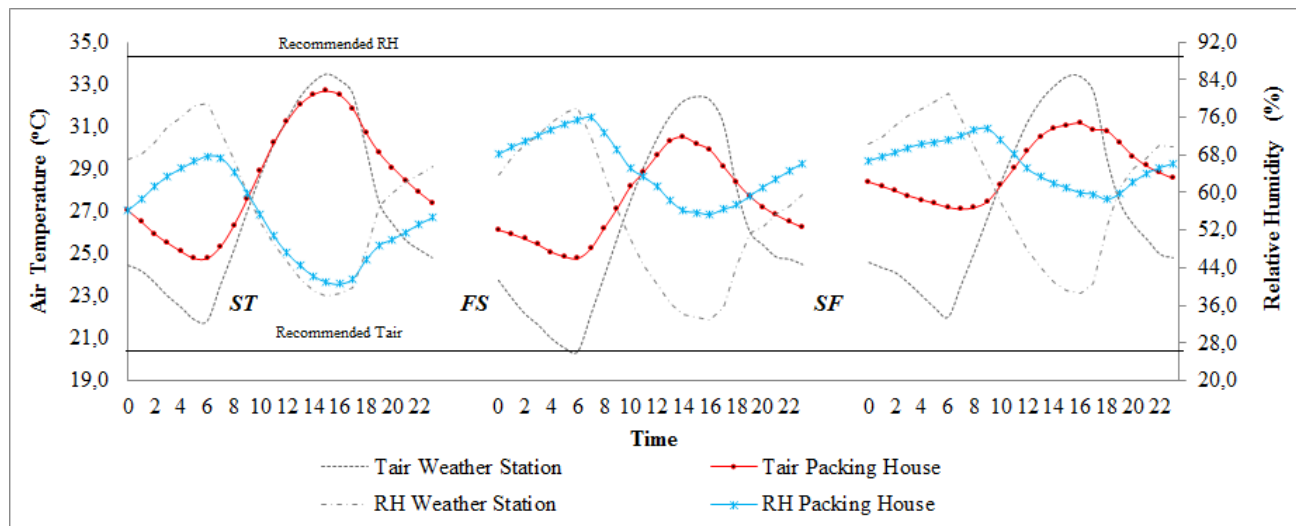 Recommended RH
35,0
33,0
31,0
29,0
27,0
25,0
23,0
21,0
19,0
Air Temperature (ºC)
92,0
84,0
76,0
68,0
60,0
52,0
44,0
36,0
28,0
20,0
Relative Humidity (%)
ST FS SF
Recommended Tair
0 2 4 6 8 10 12 14 16 18 20 22 0 2 4 6 8 10 12 14 16 18 20 22 0 2 4 6 8 10 12 14 16 18 20 22
Time
Tair Weather Station Tair Packing House
RH Weather Station RH Packing House